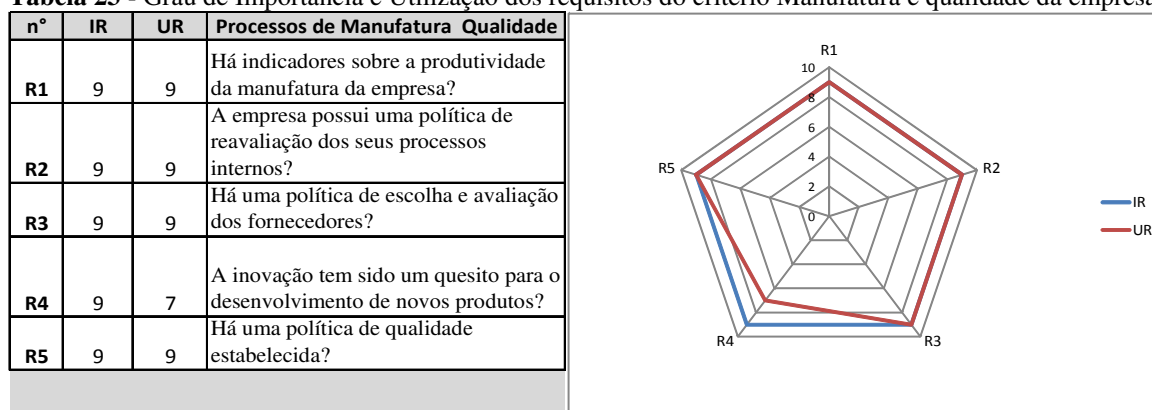 Tabela 23 - Grau de Importância e Utilização dos requisitos do critério Manufatura e qualidade da empresa
n° IR UR Processos de Manufatura Qualidade
R1 9 9 Há indicadores sobre a produtividade
da manufatura da empresa?
R2 9 9 A empresa possui uma política de
reavaliação dos seus processos
internos?
R3 9 9 Há uma política de escolha e avaliação
dos fornecedores?
R4 9 7 A inovação tem sido um quesito para o
desenvolvimento de novos produtos?
R5 9 9 Há uma política de qualidade
estabelecida?
R1
10
8
6
4
2
0
R5
R2
R4
R3
IR
UR